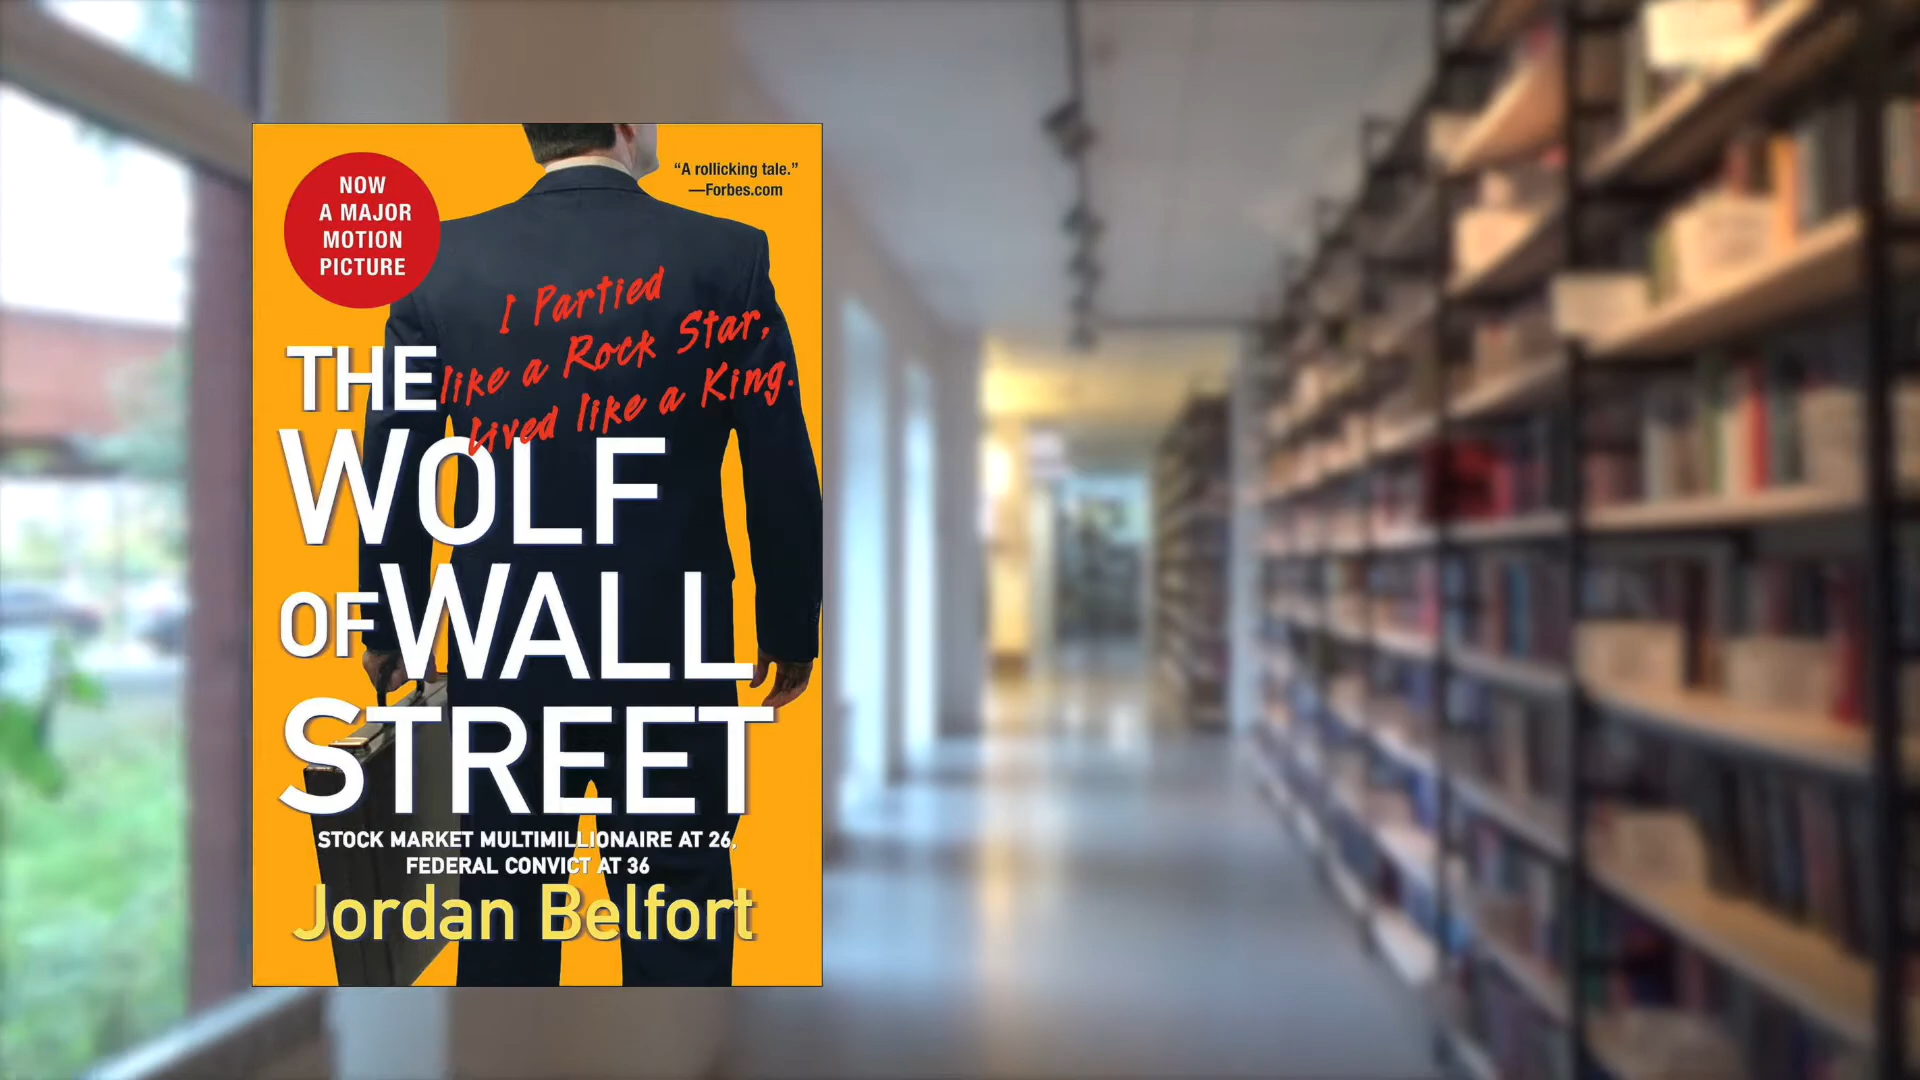 NOW
A MAJOR
MOTION
PICTURE
“A rollicking tale.”
—Forbes.com
I Partied
like a Rock Star,
lived like a King.
THE
WOLF
OF WALL
STREET
STOCK MARKET MULTIMILLIONAIRE AT 26,
FEDERAL CONVICT AT 36
Jordan Belfort